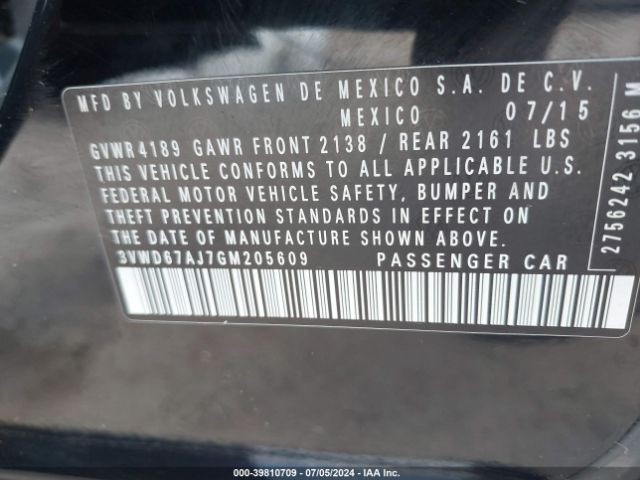 MFD BY VOLKSWAGEN DE MEXICO S.A. DE C.V.
MEXICO 07/15
GVWR 4189 GAWR FRONT 2138 / REAR 2161 LBS
THIS VEHICLE CONFORMS TO ALL APPLICABLE U.S.
FEDERAL MOTOR VEHICLE SAFETY, BUMPER AND
THEFT PREVENTION STANDARDS IN EFFECT ON
THE DATE OF MANUFACTURE SHOWN ABOVE.
3VWD67AJ7GM205609 PASSENGER CAR
2756242 3156 M
000-39810709 - 07/05/2024 - IAA Inc.